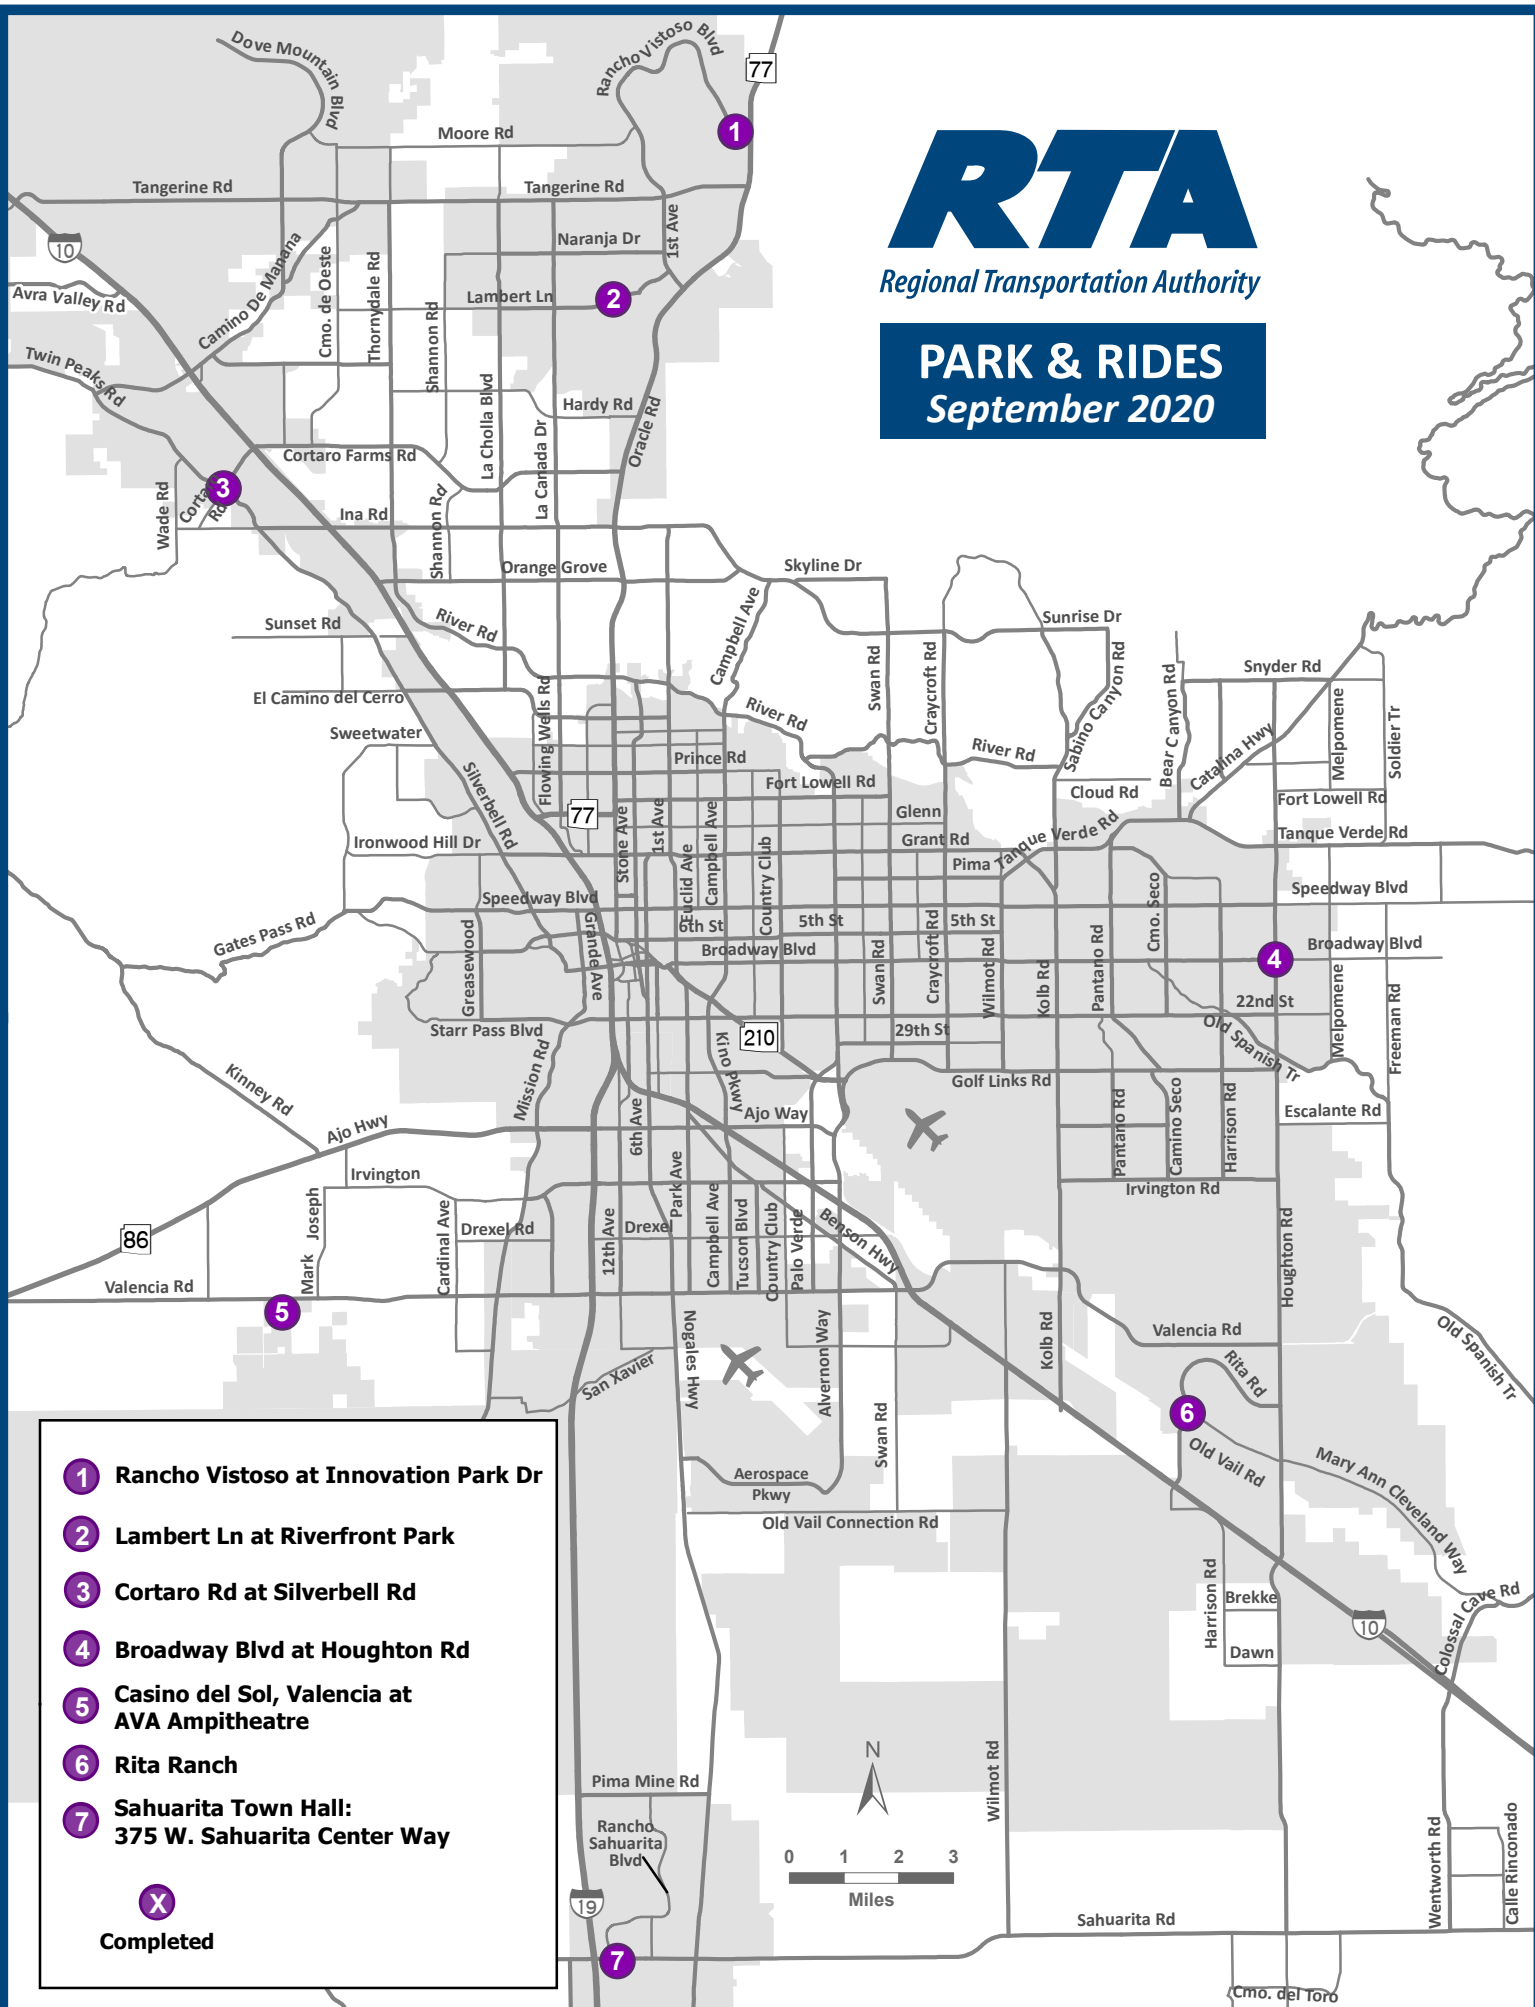 Dove Mountain Blvd
Rancho Vistoso Blvd
77
1
Moore Rd
Tangerine Rd
Tangerine Rd
RTA
Regional Transportation Authority
PARK & RIDES
September 2020
10
Naranja Dr
1st Ave
Avra Valley Rd
Camino De Manana
Cmo. de Oeste
Thornydale Rd
Shannon Rd
Lambert Ln
2
Twin Peaks Rd
La Cholla Blvd
La Canada Dr
Hardy Rd
Oracle Rd
Cortaro Farms Rd
3
Wade Rd
Cortaro Rd
Ina Rd
Shannon Rd
Orange Grove
Skyline Dr
Sunset Rd
River Rd
Campbell Ave
Swan Rd
Craycroft Rd
Sunrise Dr
Sabino Canyon Rd
Bear Canyon Rd
Snyder Rd
El Camino del Cerro
Flowing Wells Rd
River Rd
River Rd
Catalina Hwy
Melpomene
Soldier Tr
Sweetwater
Silverbell Rd
Prince Rd
Fort Lowell Rd
Cloud Rd
Fort Lowell Rd
77
Glenn
Grant Rd
Tanque Verde Rd
Tanque Verde Rd
Ironwood Hill Dr
Stone Ave
1st Ave
Euclid Ave
Campbell Ave
Country Club
Pima
Speedway Blvd
Speedway Blvd
Cmo. Seco
Gates Pass Rd
Greasewood
Grande Ave
6th St
5th St
5th St
Broadway Blvd
Broadway Blvd
4
Swan Rd
Craycroft Rd
Wilmot Rd
Kolb Rd
Pantano Rd
22nd St
Melpomene
Freeman Rd
Starr Pass Blvd
210
29th St
Old Spanish Tr
Kinney Rd
Mission Rd
Kino Pkwy
Golf Links Rd
Ajo Hwy
6th Ave
Ajo Way
Pantano Rd
Camino Seco
Harrison Rd
Escalante Rd
Irvington
Irvington Rd
Mark Joseph
Cardinal Ave
Drexel Rd
12th Ave
Drexel
Park Ave
Campbell Ave
Tucson Blvd
Country Club
Palo Verde
Benson Hwy
Houghton Rd
86
Valencia Rd
5
Nogales Hwy
Alvernon Way
Kolb Rd
Valencia Rd
Old Spanish Tr
San Xavier
Swan Rd
Rita Rd
6
Old Vail Rd
Mary Ann Cleveland Way
Aerospace
Pkwy
Old Vail Connection Rd
Harrison Rd
Brekke
Dawn
10
Colossal Cave Rd
1 Rancho Vistoso at Innovation Park Dr
2 Lambert Ln at Riverfront Park
3 Cortaro Rd at Silverbell Rd
4 Broadway Blvd at Houghton Rd
5 Casino del Sol, Valencia at
AVA Ampitheatre
6 Rita Ranch
7 Sahuarita Town Hall:
375 W. Sahuarita Center Way
X
Completed
Pima Mine Rd
Rancho
Sahuarita
Blvd
19
7
N
0 1 2 3
Miles
Wilmot Rd
Sahuarita Rd
Wentworth Rd
Calle Rinconado
Cmo. del Toro